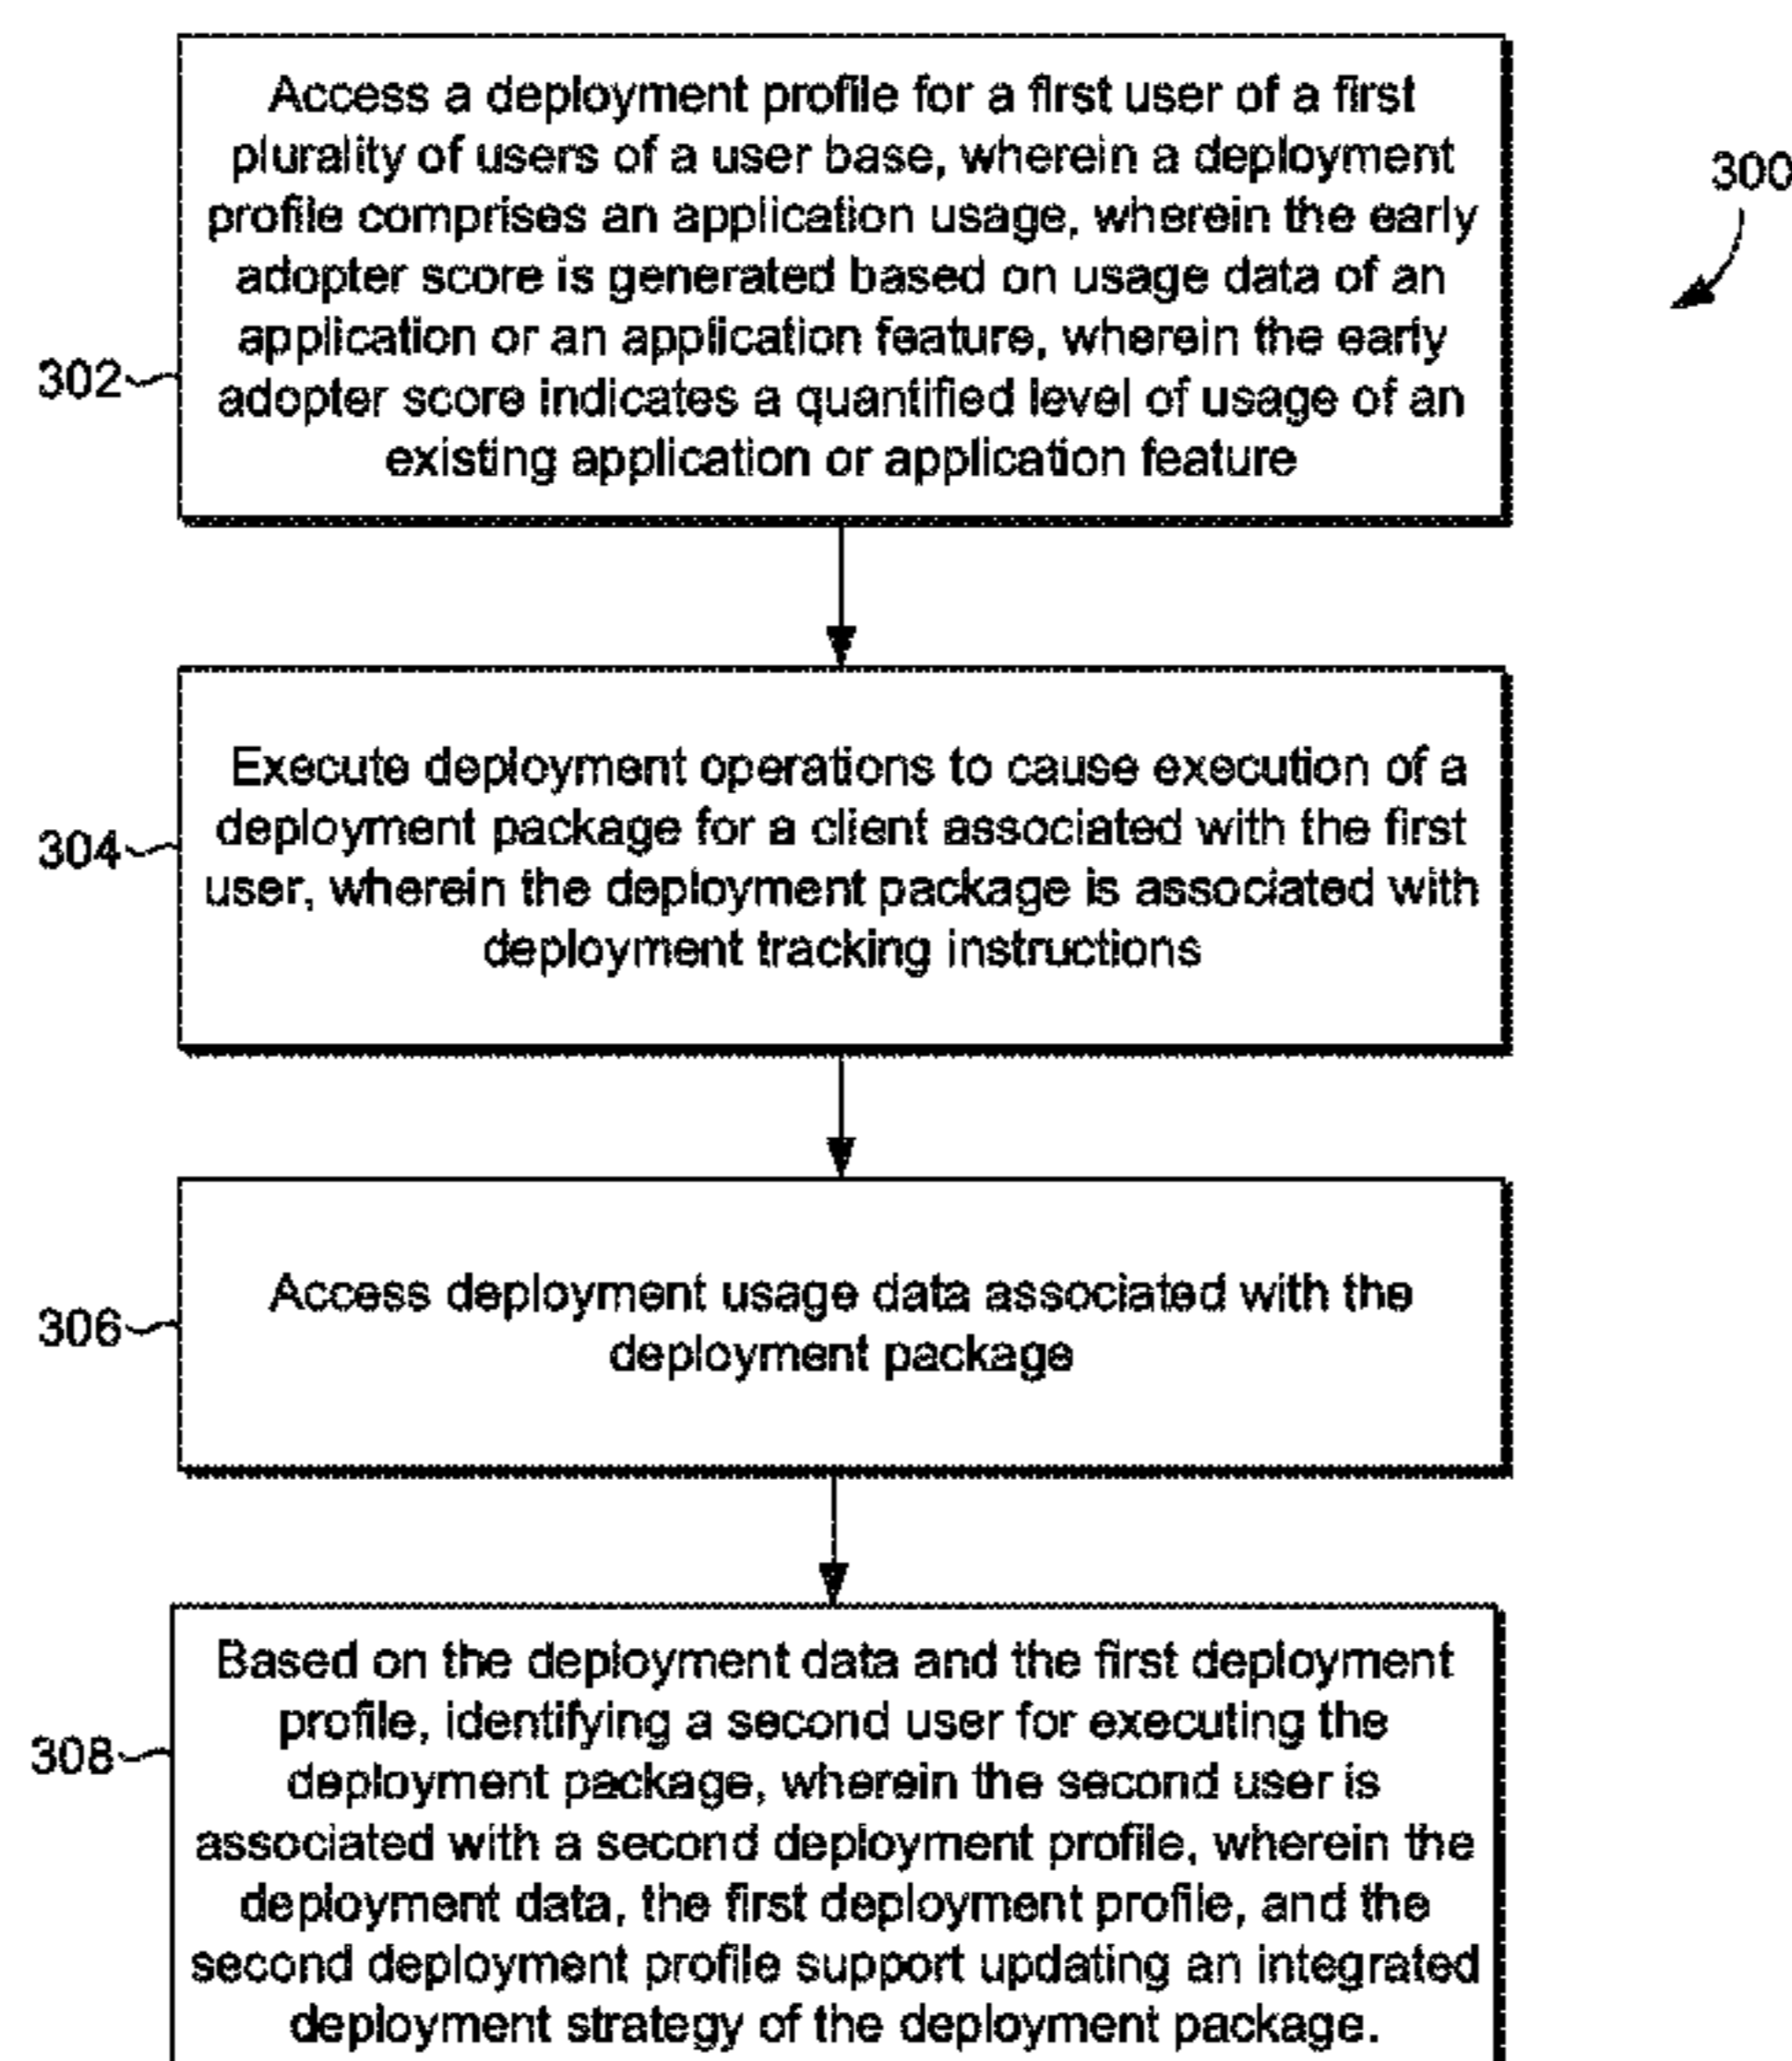 Access a deployment profile for a first user of a first
plurality of users of a user base, wherein a deployment
profile comprises an application usage, wherein the early
adopter score is generated based on usage data of an
application or an application feature, wherein the early
adopter score indicates a quantified level of usage of an
existing application or application feature
300
302
Execute deployment operations to cause execution of a
deployment package for a client associated with the first
user, wherein the deployment package is associated with
deployment tracking instructions
304
Access deployment usage data associated with the
deployment package
306
Based on the deployment data and the first deployment
profile, identifying a second user for executing the
deployment package, wherein the second user is
associated with a second deployment profile, wherein the
deployment data, the first deployment profile, and the
second deployment profile support updating an integrated
deployment strategy of the deployment package.
308